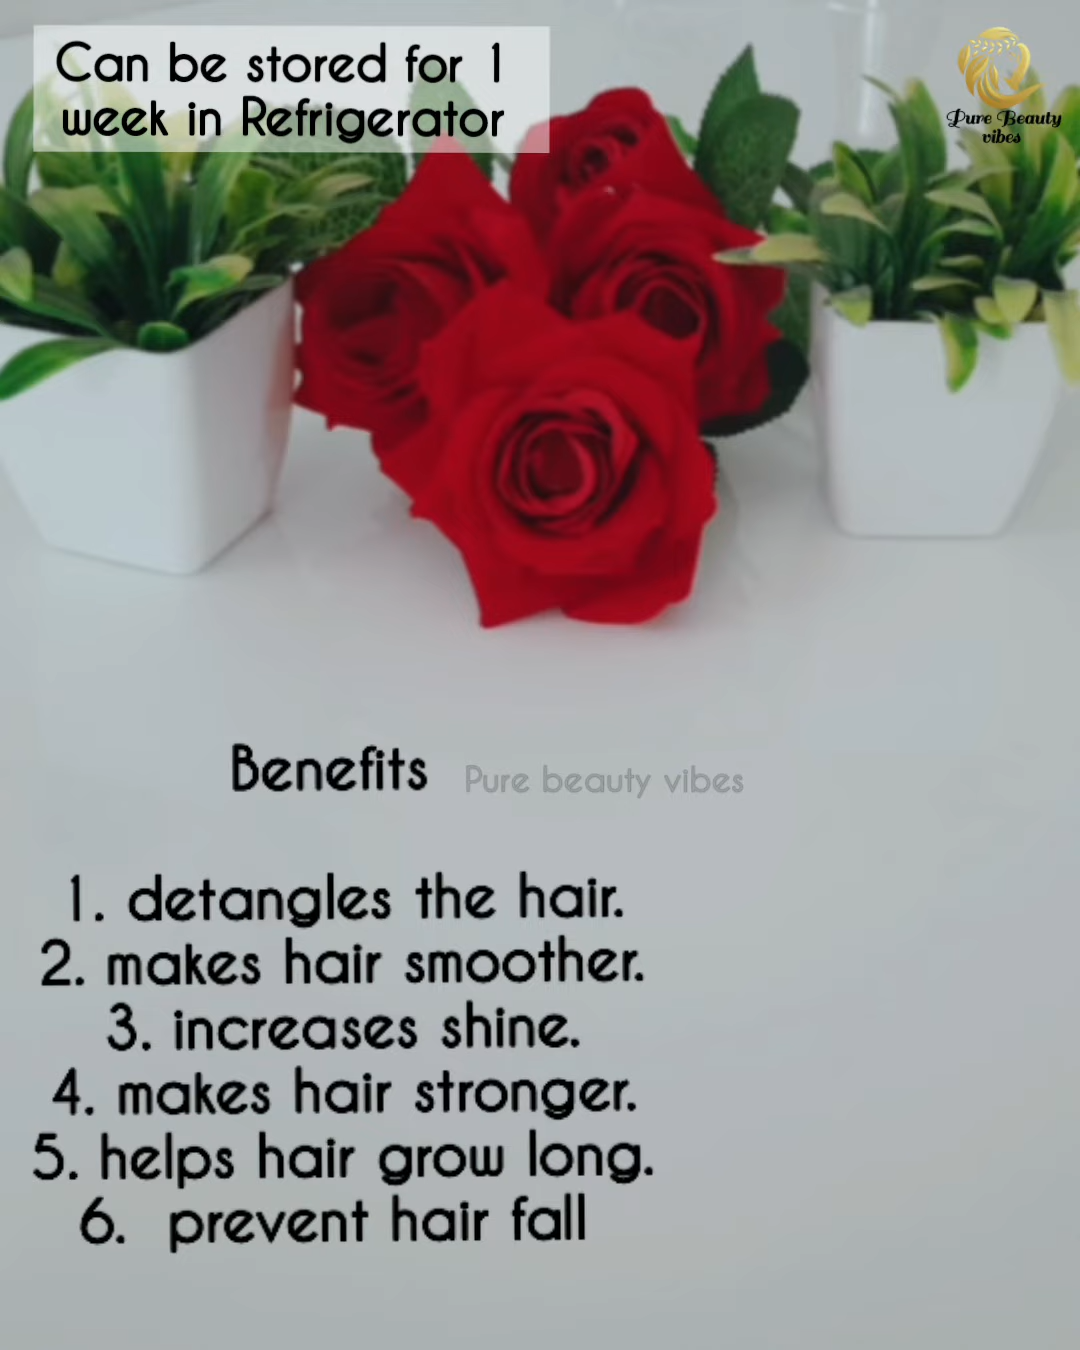 Can be stored for 1
week in Refrigerator
Pure Beauty
vibes
Benefits
Pure beauty vibes
1. detangles the hair.
2. makes hair smoother.
3. increases shine.
4. makes hair stronger.
5. helps hair grow long.
6. prevent hair fall